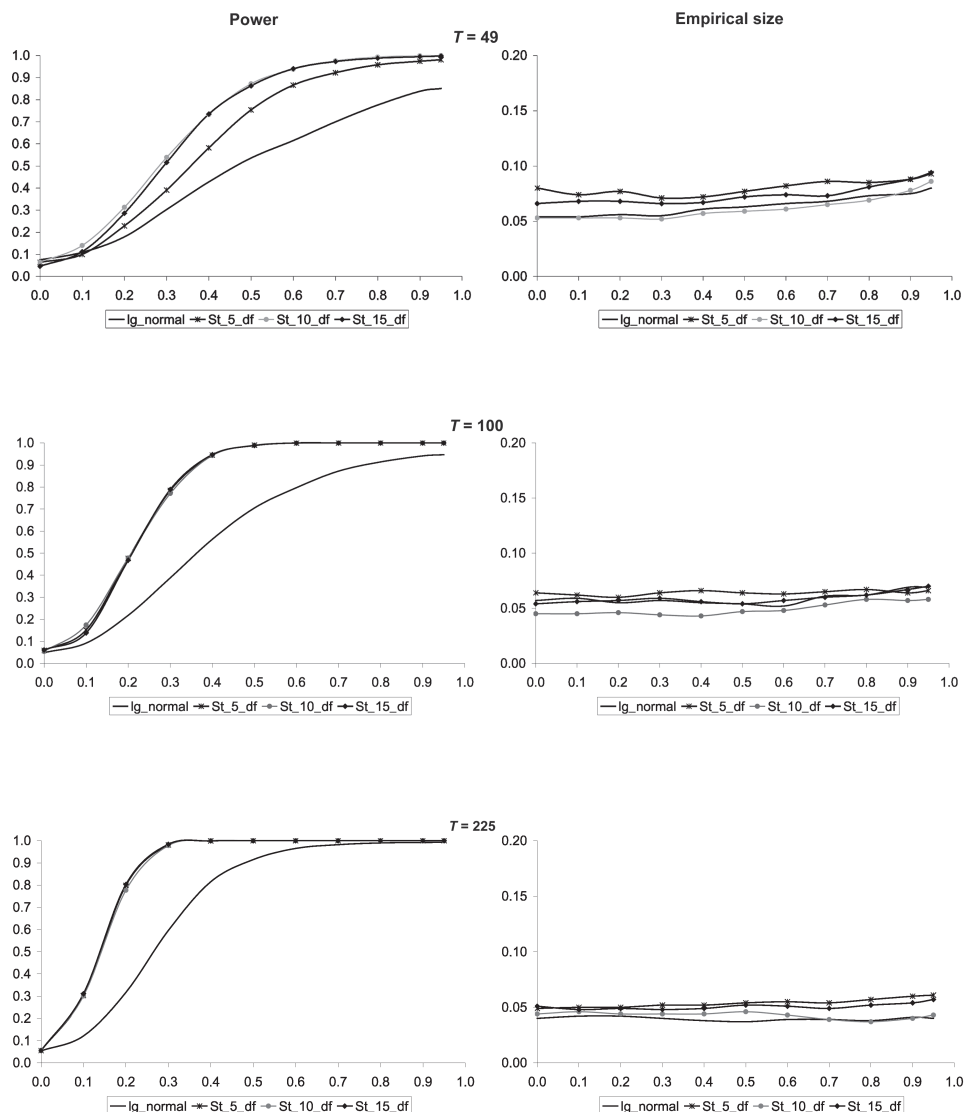 Power
Empirical size
T = 49
1.0
0.9
0.8
0.7
0.6
0.5
0.4
0.3
0.2
0.1
0.0
0.0 0.1 0.2 0.3 0.4 0.5 0.6 0.7 0.8 0.9 1.0
lg_normal St_5_df St_10_df St_15_df
0.20
0.15
0.10
0.05
0.00
0.0 0.1 0.2 0.3 0.4 0.5 0.6 0.7 0.8 0.9 1.0
lg_normal St_5_df St_10_df St_15_df
T = 100
1.0
0.9
0.8
0.7
0.6
0.5
0.4
0.3
0.2
0.1
0.0
0.0 0.1 0.2 0.3 0.4 0.5 0.6 0.7 0.8 0.9 1.0
lg_normal St_5_df St_10_df St_15_df
0.20
0.15
0.10
0.05
0.00
0.0 0.1 0.2 0.3 0.4 0.5 0.6 0.7 0.8 0.9 1.0
lg_normal St_5_df St_10_df St_15_df
T = 225
1.0
0.9
0.8
0.7
0.6
0.5
0.4
0.3
0.2
0.1
0.0
0.0 0.1 0.2 0.3 0.4 0.5 0.6 0.7 0.8 0.9 1.0
lg_normal St_5_df St_10_df St_15_df
0.20
0.15
0.10
0.05
0.00
0.0 0.1 0.2 0.3 0.4 0.5 0.6 0.7 0.8 0.9 1.0
lg_normal St_5_df St_10_df St_15_df